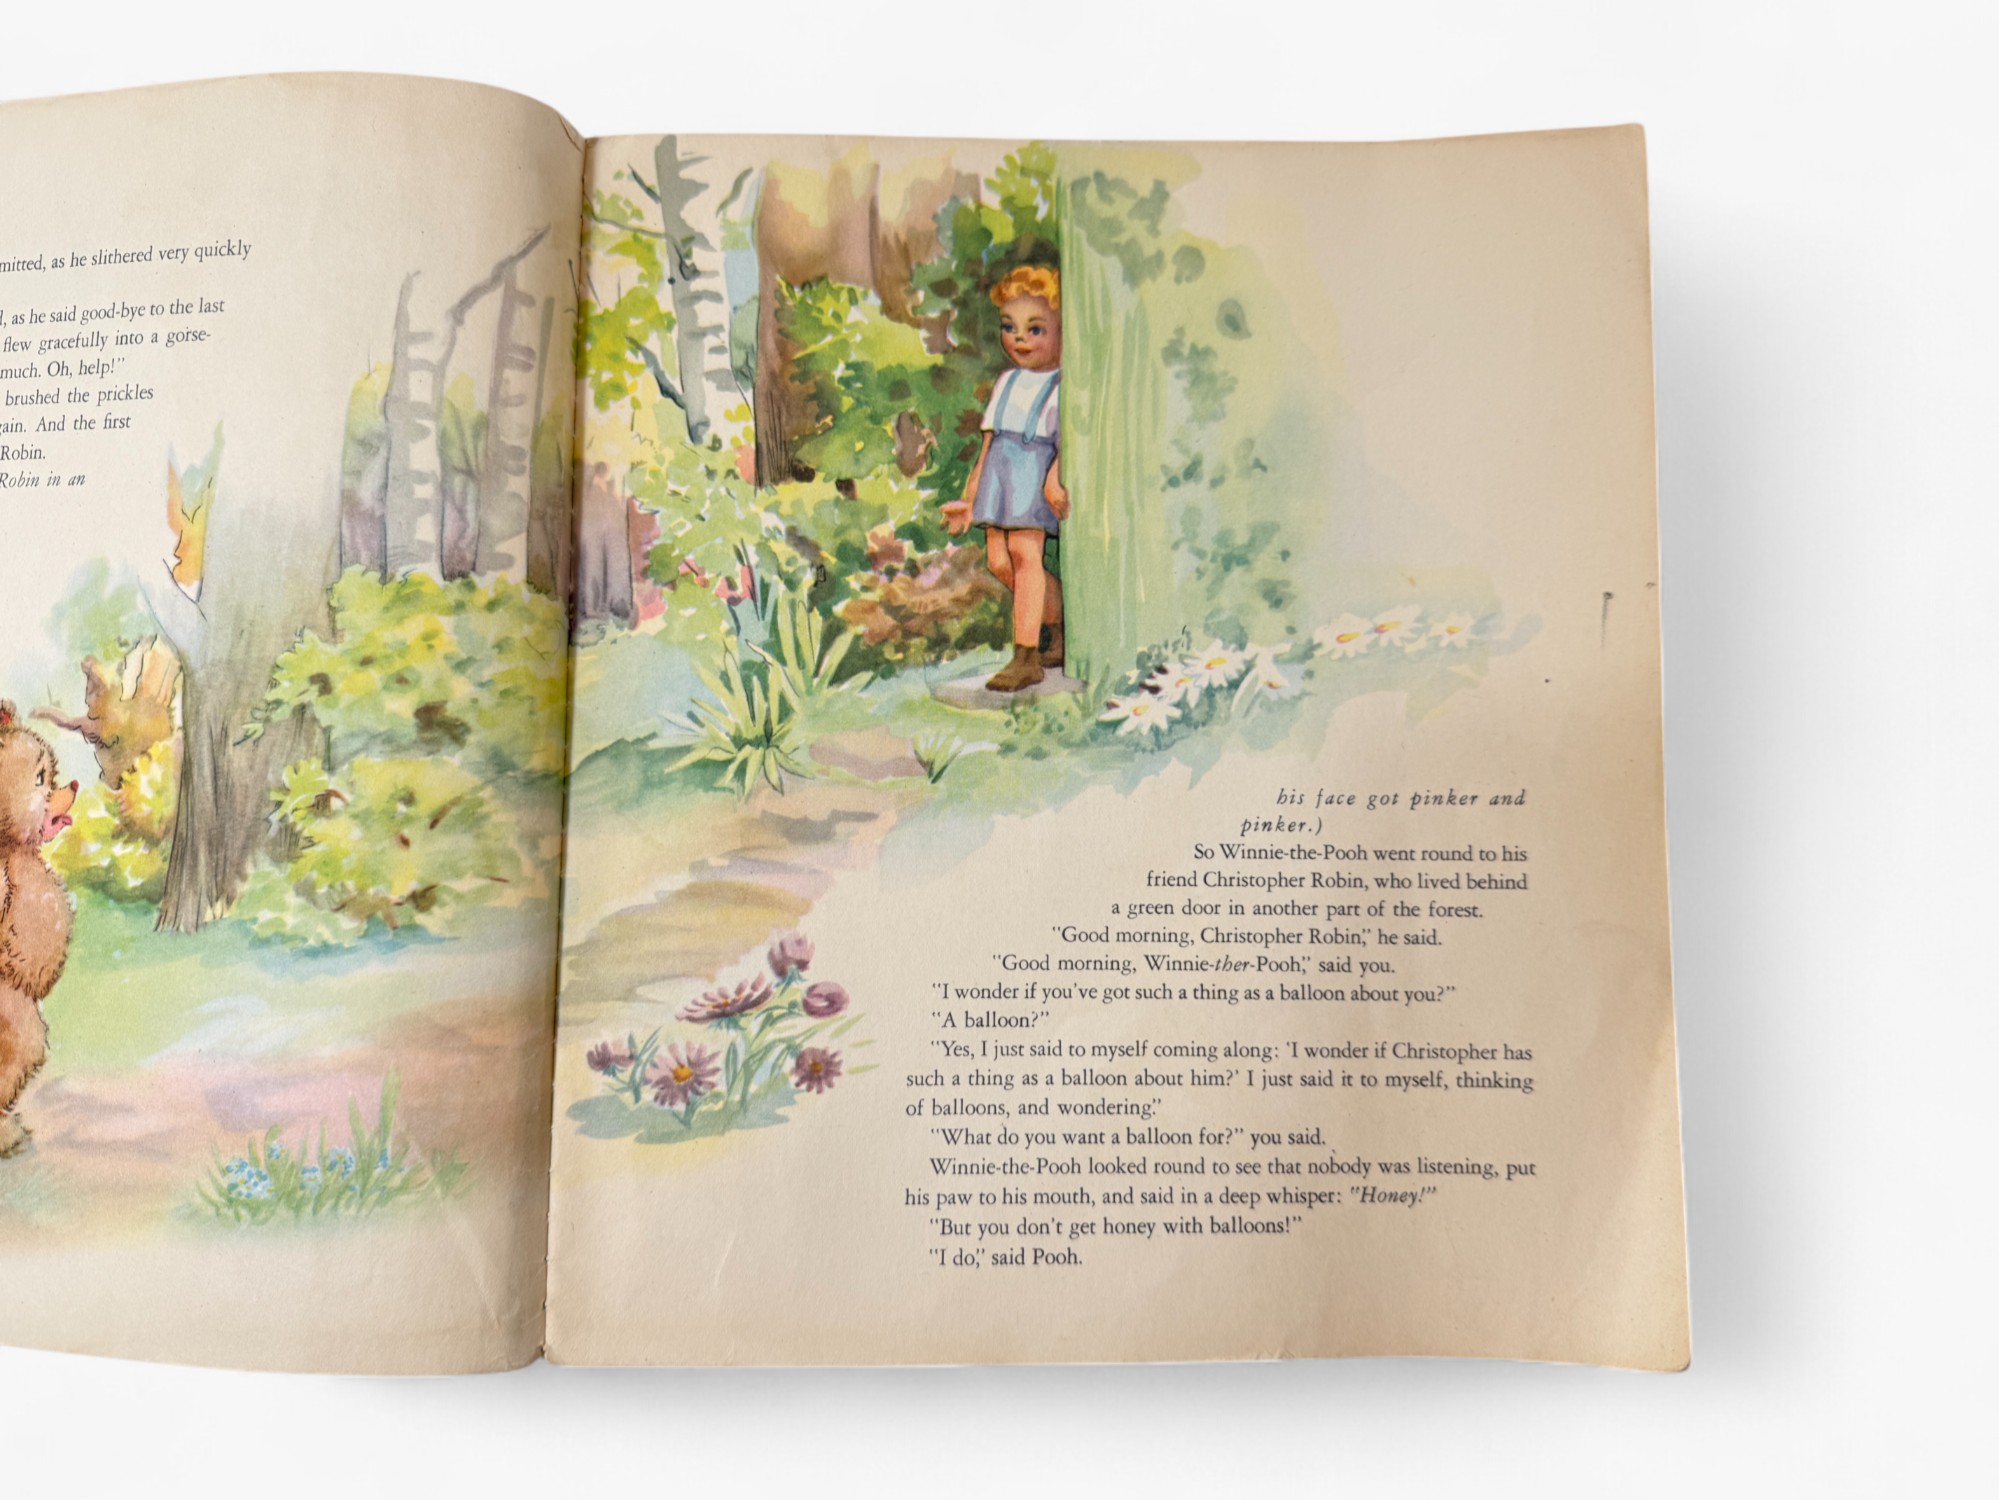 mitted, as he slithered very quickly
, as he said good-bye to the last
flew gracefully into a gorse-
much. Oh, help!"
brushed the prickles
gain. And the first
Robin.
Robin in an
his face got pinker and
pinker.)
So Winnie-the-Pooh went round to his
friend Christopher Robin, who lived behind
a green door in another part of the forest.
"Good morning, Christopher Robin," he said.
"Good morning, Winnie-ther-Pooh," said you.
"I wonder if you've got such a thing as a balloon about you?"
"A balloon?"
"Yes, I just said to myself coming along: 'I wonder if Christopher has
such a thing as a balloon about him?' I just said it to myself, thinking
of balloons, and wondering."
"What do you want a balloon for?" you said.
Winnie-the-Pooh looked round to see that nobody was listening, put
his paw to his mouth, and said in a deep whisper: "Honey!"
"But you don't get honey with balloons!"
"I do," said Pooh.